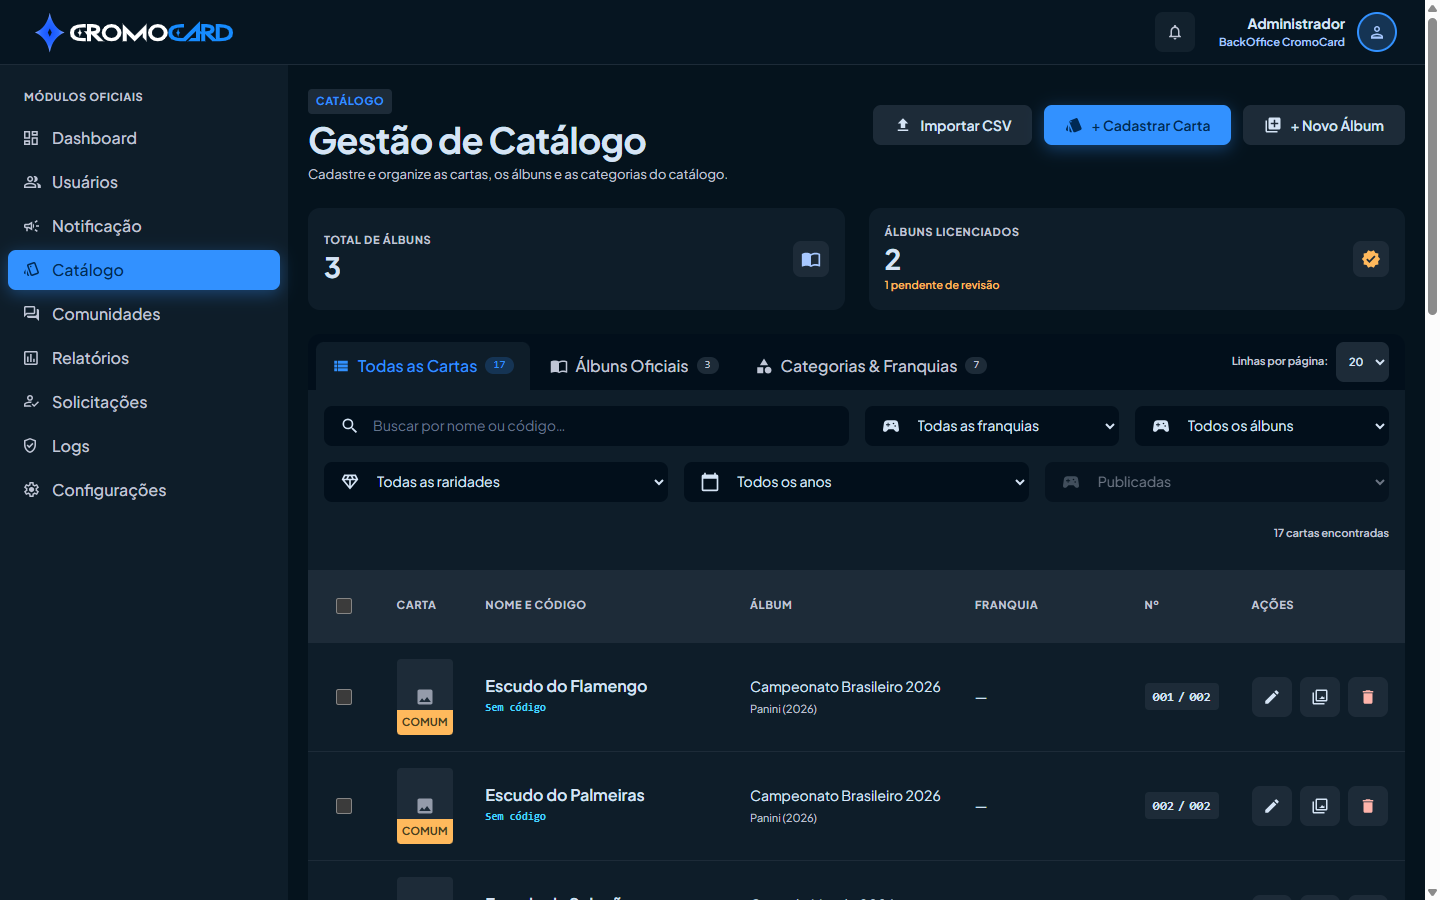 CROMOCARD
Administrador
BackOffice CromoCard
MÓDULOS OFICIAIS
Dashboard
Usuários
Notificação
Catálogo
Comunidades
Relatórios
Solicitações
Logs
Configurações
CATÁLOGO
Gestão de Catálogo
Cadastre e organize as cartas, os álbuns e as categorias do catálogo.
Importar CSV
+ Cadastrar Carta
+ Novo Álbum
TOTAL DE ÁLBUNS
3
ÁLBUNS LICENCIADOS
2
1 pendente de revisão
Todas as Cartas 17
Álbuns Oficiais 3
Categorias & Franquias 7
Linhas por página: 20
Buscar por nome ou código...
Todas as franquias
Todos os álbuns
Todas as raridades
Todos os anos
Publicadas
17 cartas encontradas
CARTA NOME E CÓDIGO ÁLBUM FRANQUIA Nº AÇÕES
COMUM
Escudo do Flamengo
Sem código
Campeonato Brasileiro 2026
Panini (2026)
—
001 / 002
COMUM
Escudo do Palmeiras
Sem código
Campeonato Brasileiro 2026
Panini (2026)
—
002 / 002